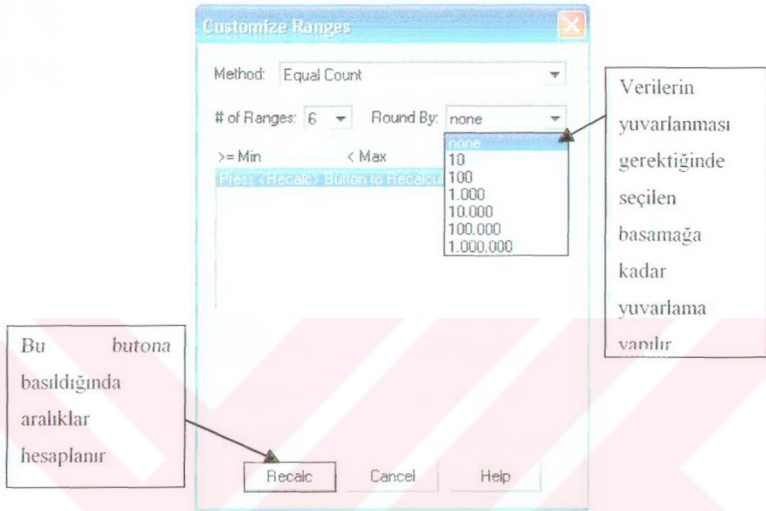 Customize Ranges
Method: Equal Count
# of Ranges: 6 Round By: none
>= Min < Max
Press <Recalc> Button to Recalcu
none
10
100
1.000
10.000
100.000
1.000.000
Verilerin
yuvarlanması
gerektiğinde
seçilen
basamağa
kadar
yuvarlama
yapılır
Bu butona
basıldığında
aralıklar
hesaplanır
Recalc Cancel Help